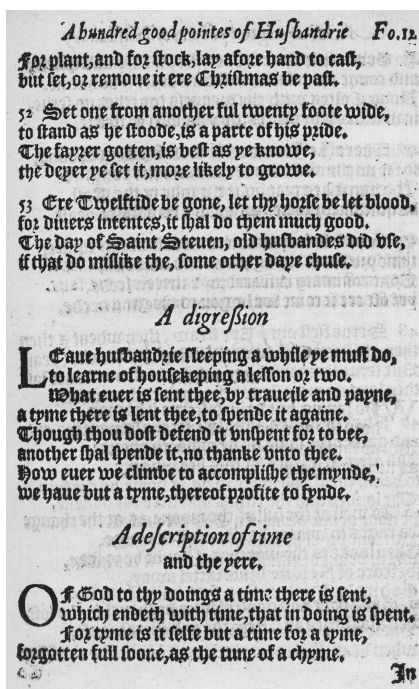 A hundred good pointes of Husbandrie Fo.12
For plant, and for stock, lay afore hand to cast,
but set, or remoue it ere Christmas be past.
52 Set one from another ful twenty foote wide,
to stand as he stoode, is a parte of his pride.
The fayrer gotten, is best as ye knowe,
the deper ye set it, more likely to growe.
53 Ere Twelftide be gone, let thy horse be let blood,
for diuers intentes, it shal do them much good.
The day of Saint Steuen, old husbandes did vse,
if that do mislike the, some other daye chuse.
A digression
LEaue husbandrie sleeping a while ye must do,
to learne of housekeping a lesson or two.
What euer is sent thee, by traueile and payne,
a tyme there is lent thee, to spende it againe.
Though thou dost defend it vnspent for to bee,
another shal spende it, no thanke vnto thee.
How euer we climbe to accomplishe the mynde,
we haue but a tyme, thereof profite to fynde.
A description of time
and the yere.
OF God to thy doings a time there is sent,
which endeth with time, that in doing is spent.
For tyme is it selfe but a time for a tyme,
forgotten full soone, as the tune of a chyme.
In